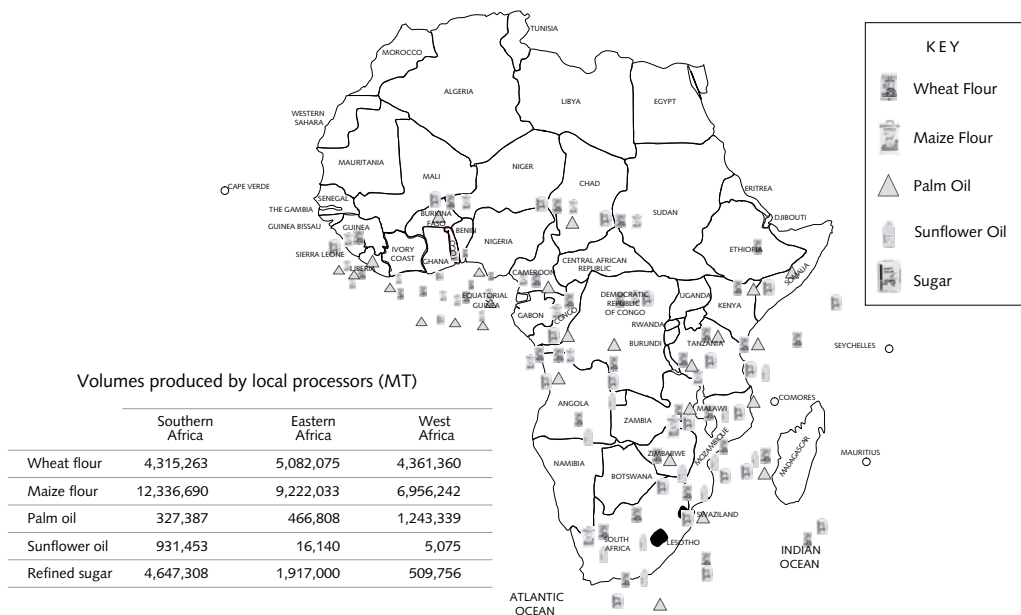 TUNISIA
MOROCCO
ALGERIA
LIBYA
EGYPT
WESTERN
SAHARA
MAURITANIA
MALI
NIGER
CHAD
SUDAN
ERITREA
CAPE VERDE
SENEGAL
THE GAMBIA
GUINEA BISSAU
GUINEA
SIERRA LEONE
LIBERIA
IVORY
COAST
BURKINA
FASO
GHANA
TOGO
BENIN
NIGERIA
DJIBOUTI
ETHIOPIA
SOMALIA
CENTRAL AFRICAN
REPUBLIC
CAMEROON
EQUATORIAL
GUINEA
GABON
CONGO
DEMOCRATIC
REPUBLIC
OF CONGO
UGANDA
KENYA
RWANDA
BURUNDI
TANZANIA
SEYCHELLES
COMORES
ANGOLA
ZAMBIA
MALAWI
MOZAMBIQUE
MADAGASCAR
MAURITIUS
NAMIBIA
ZIMBABWE
BOTSWANA
SWAZILAND
SOUTH
AFRICA
LESOTHO
INDIAN
OCEAN
ATLANTIC
OCEAN
KEY
Wheat Flour
Maize Flour
Palm Oil
Sunflower Oil
Sugar
Volumes produced by local processors (MT)
Southern Africa Eastern Africa West Africa
Wheat flour 4,315,263 5,082,075 4,361,360
Maize flour 12,336,690 9,222,033 6,956,242
Palm oil 327,387 466,808 1,243,339
Sunflower oil 931,453 16,140 5,075
Refined sugar 4,647,308 1,917,000 509,756